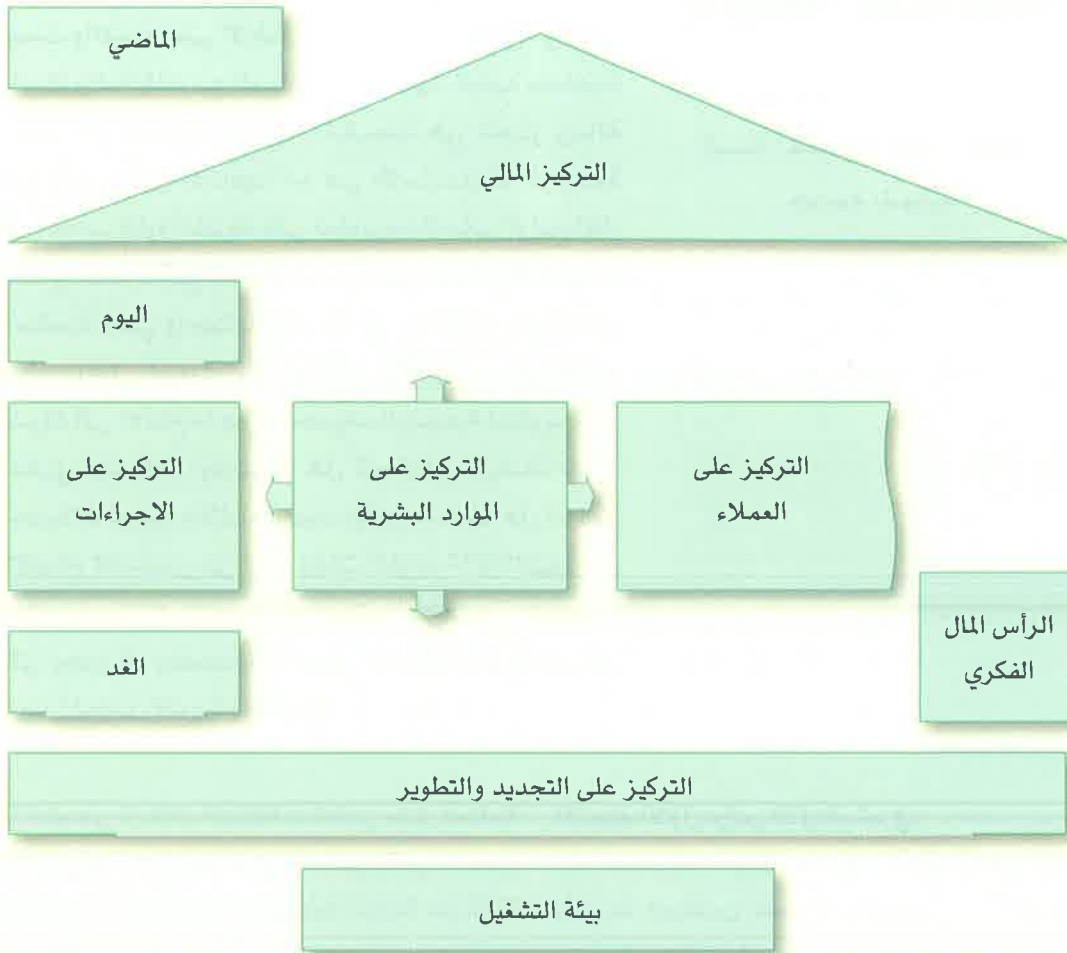 الماضي
التركيز المالي
اليوم
التركيز على
العملاء
التركيز على
الموارد البشرية
التركيز على
الاجراءات
الرأس المال
الفكري
الغد
التركيز على التجديد والتطوير
بيئة التشغيل